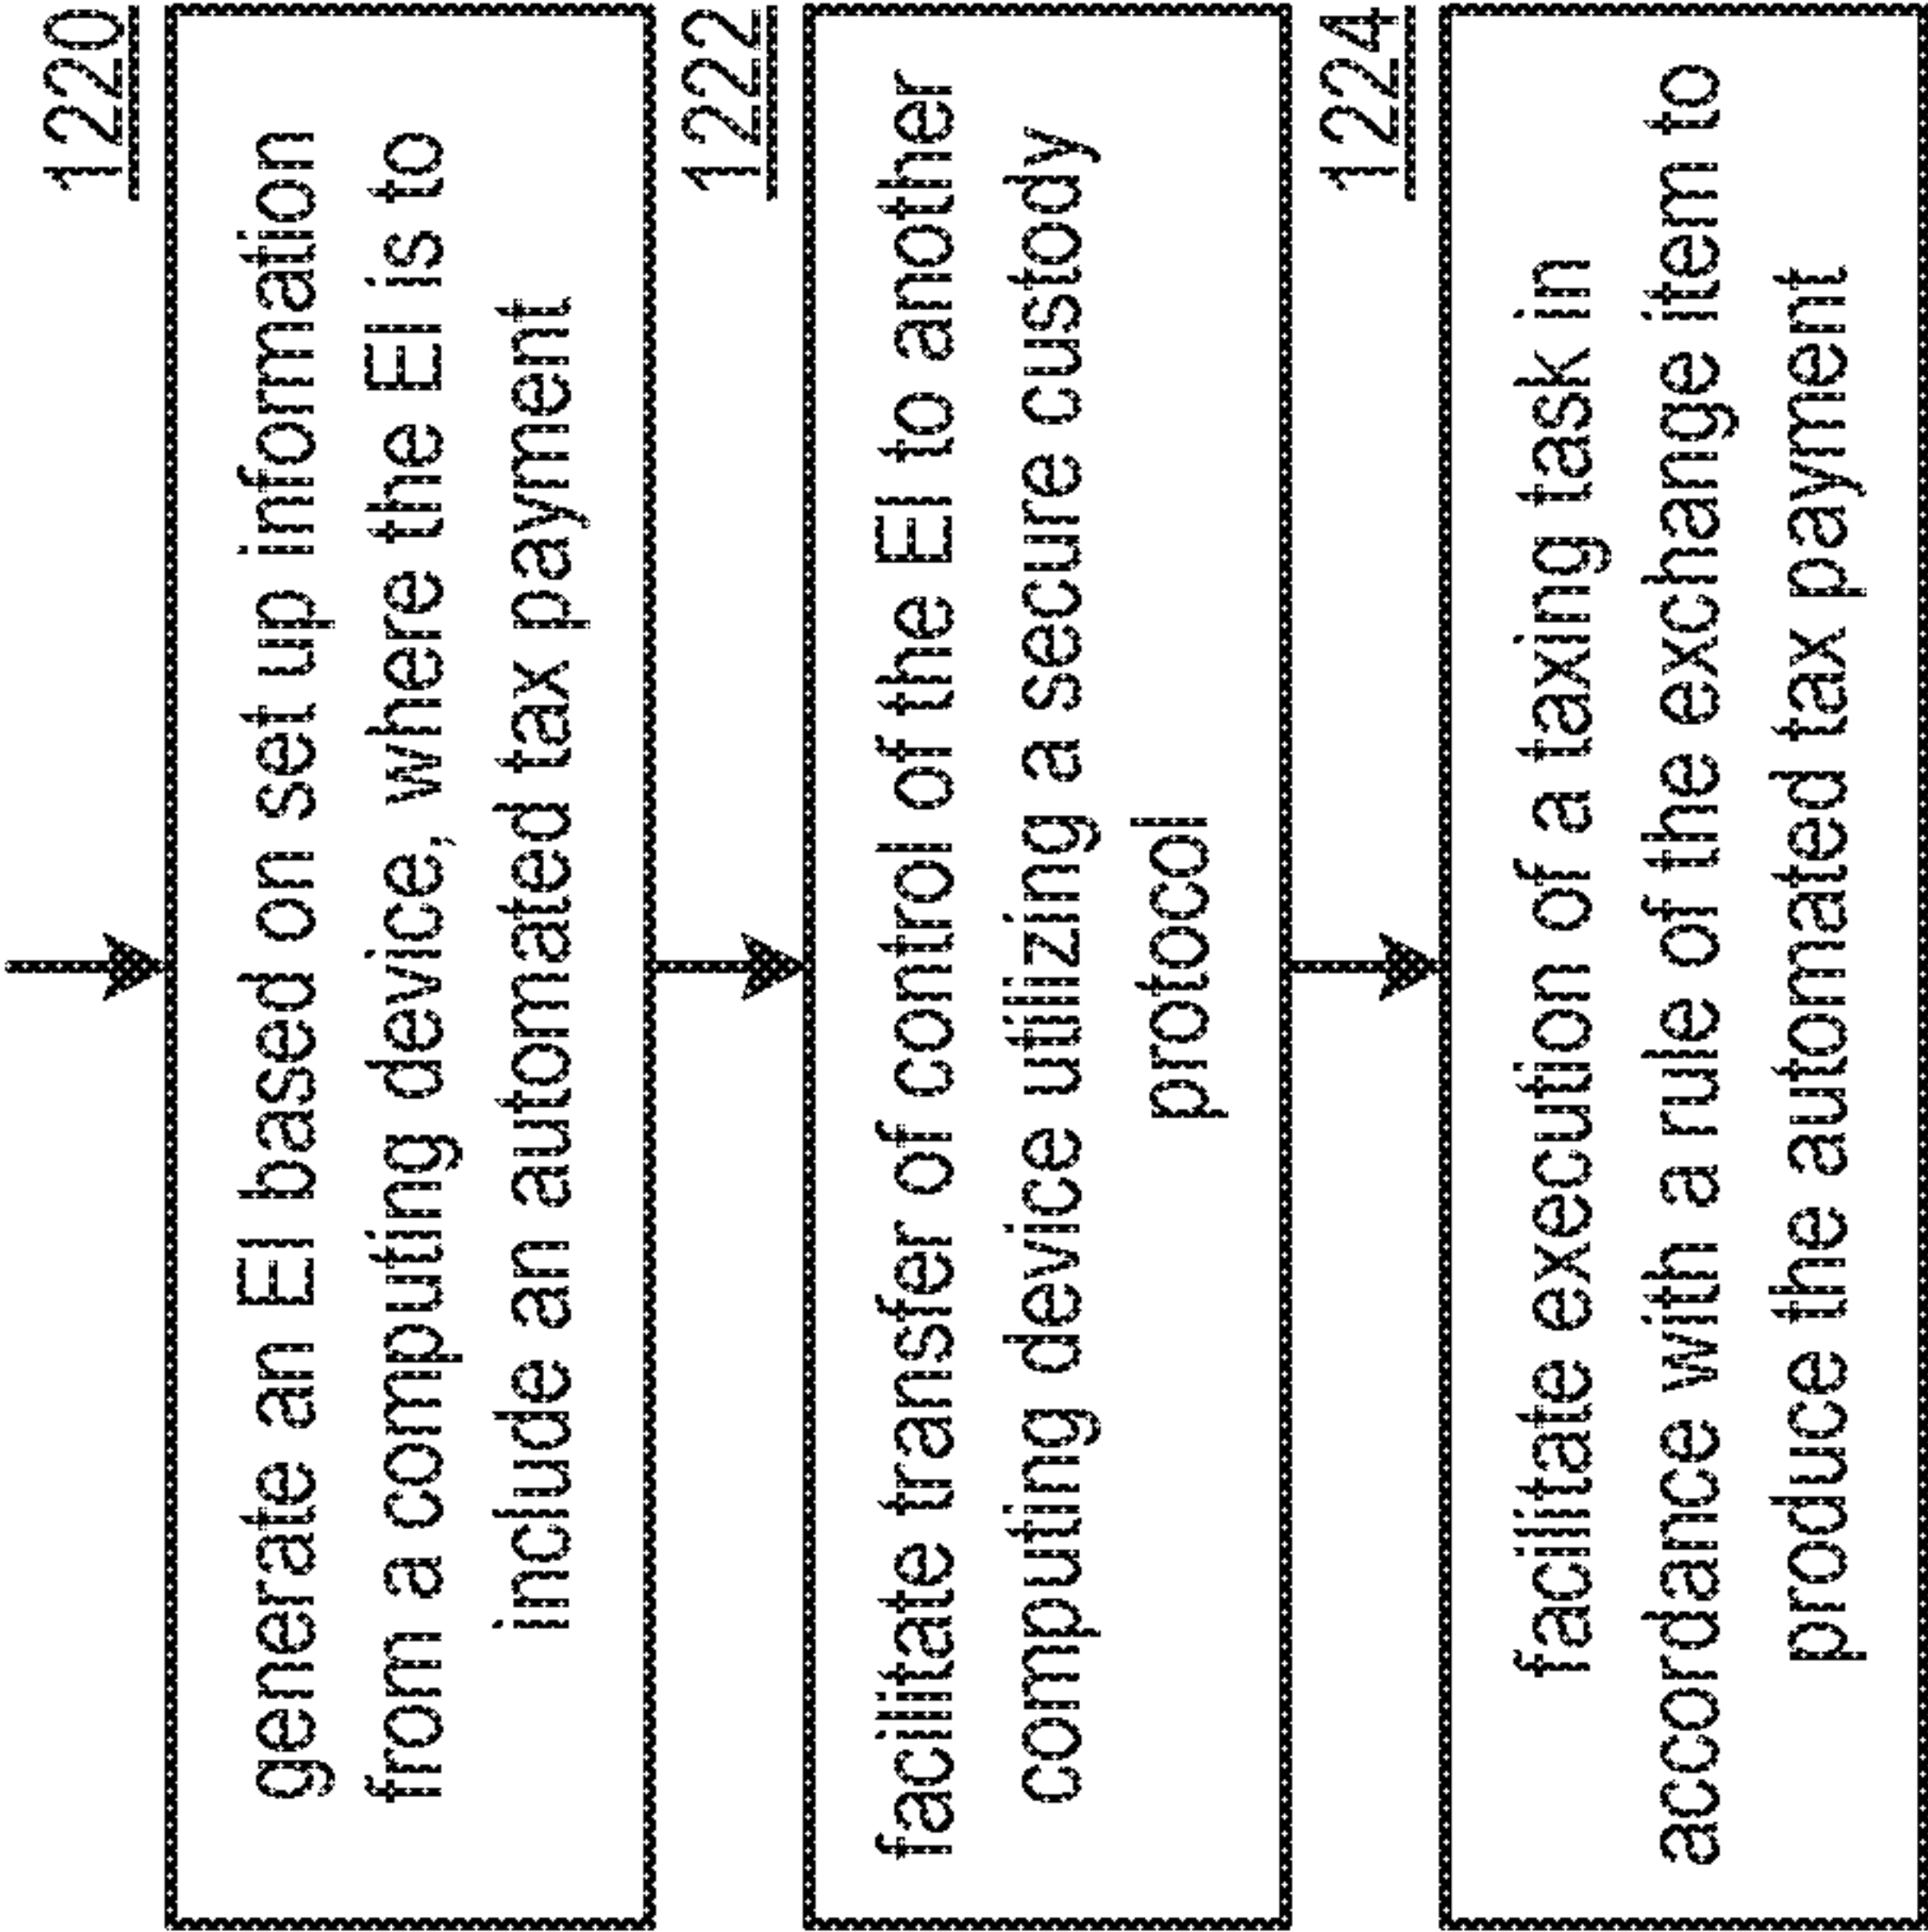 1220
generate an EI based on set up information
from a computing device, where the EI is to
include an automated tax payment
1222
facilitate transfer of control of the EI to another
computing device utilizing a secure custody
protocol
1224
facilitate execution of a taxing task in
accordance with a rule of the exchange item to
produce the automated tax payment